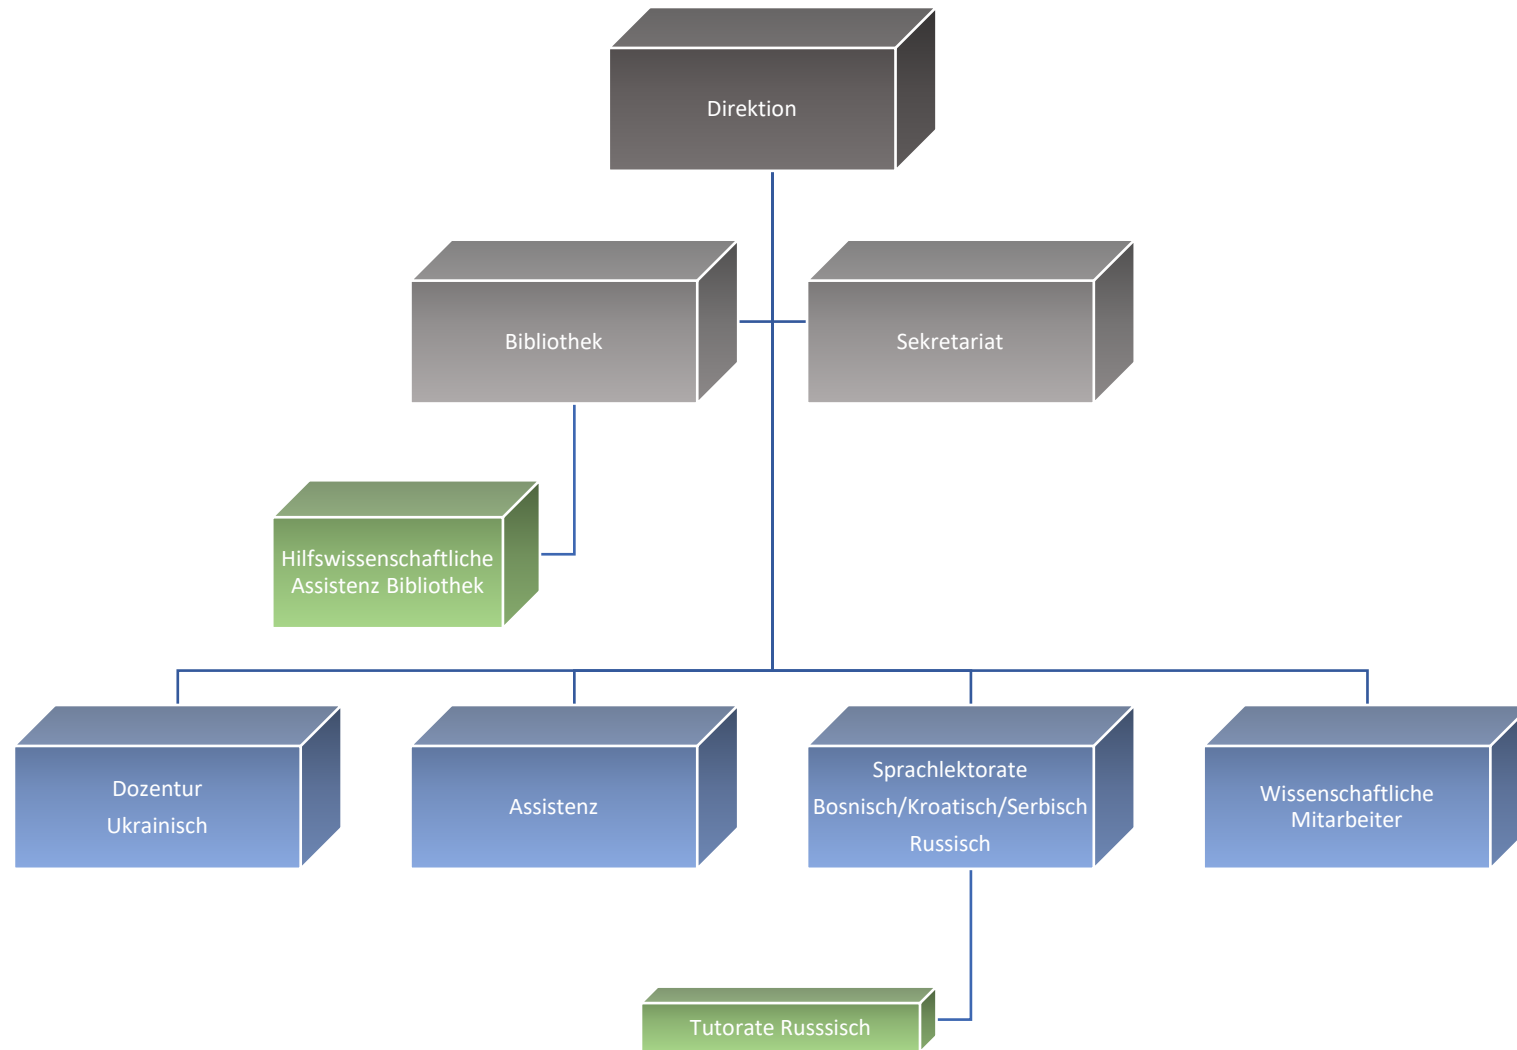 Direktion
Bibliothek
Sekretariat
Hilfswissenschaftliche
Assistenz Bibliothek
Dozentur
Ukrainisch
Assistenz
Sprachlektorate
Bosnisch/Kroatisch/Serbisch
Russisch
Wissenschaftliche
Mitarbeiter
Tutorate Russsisch